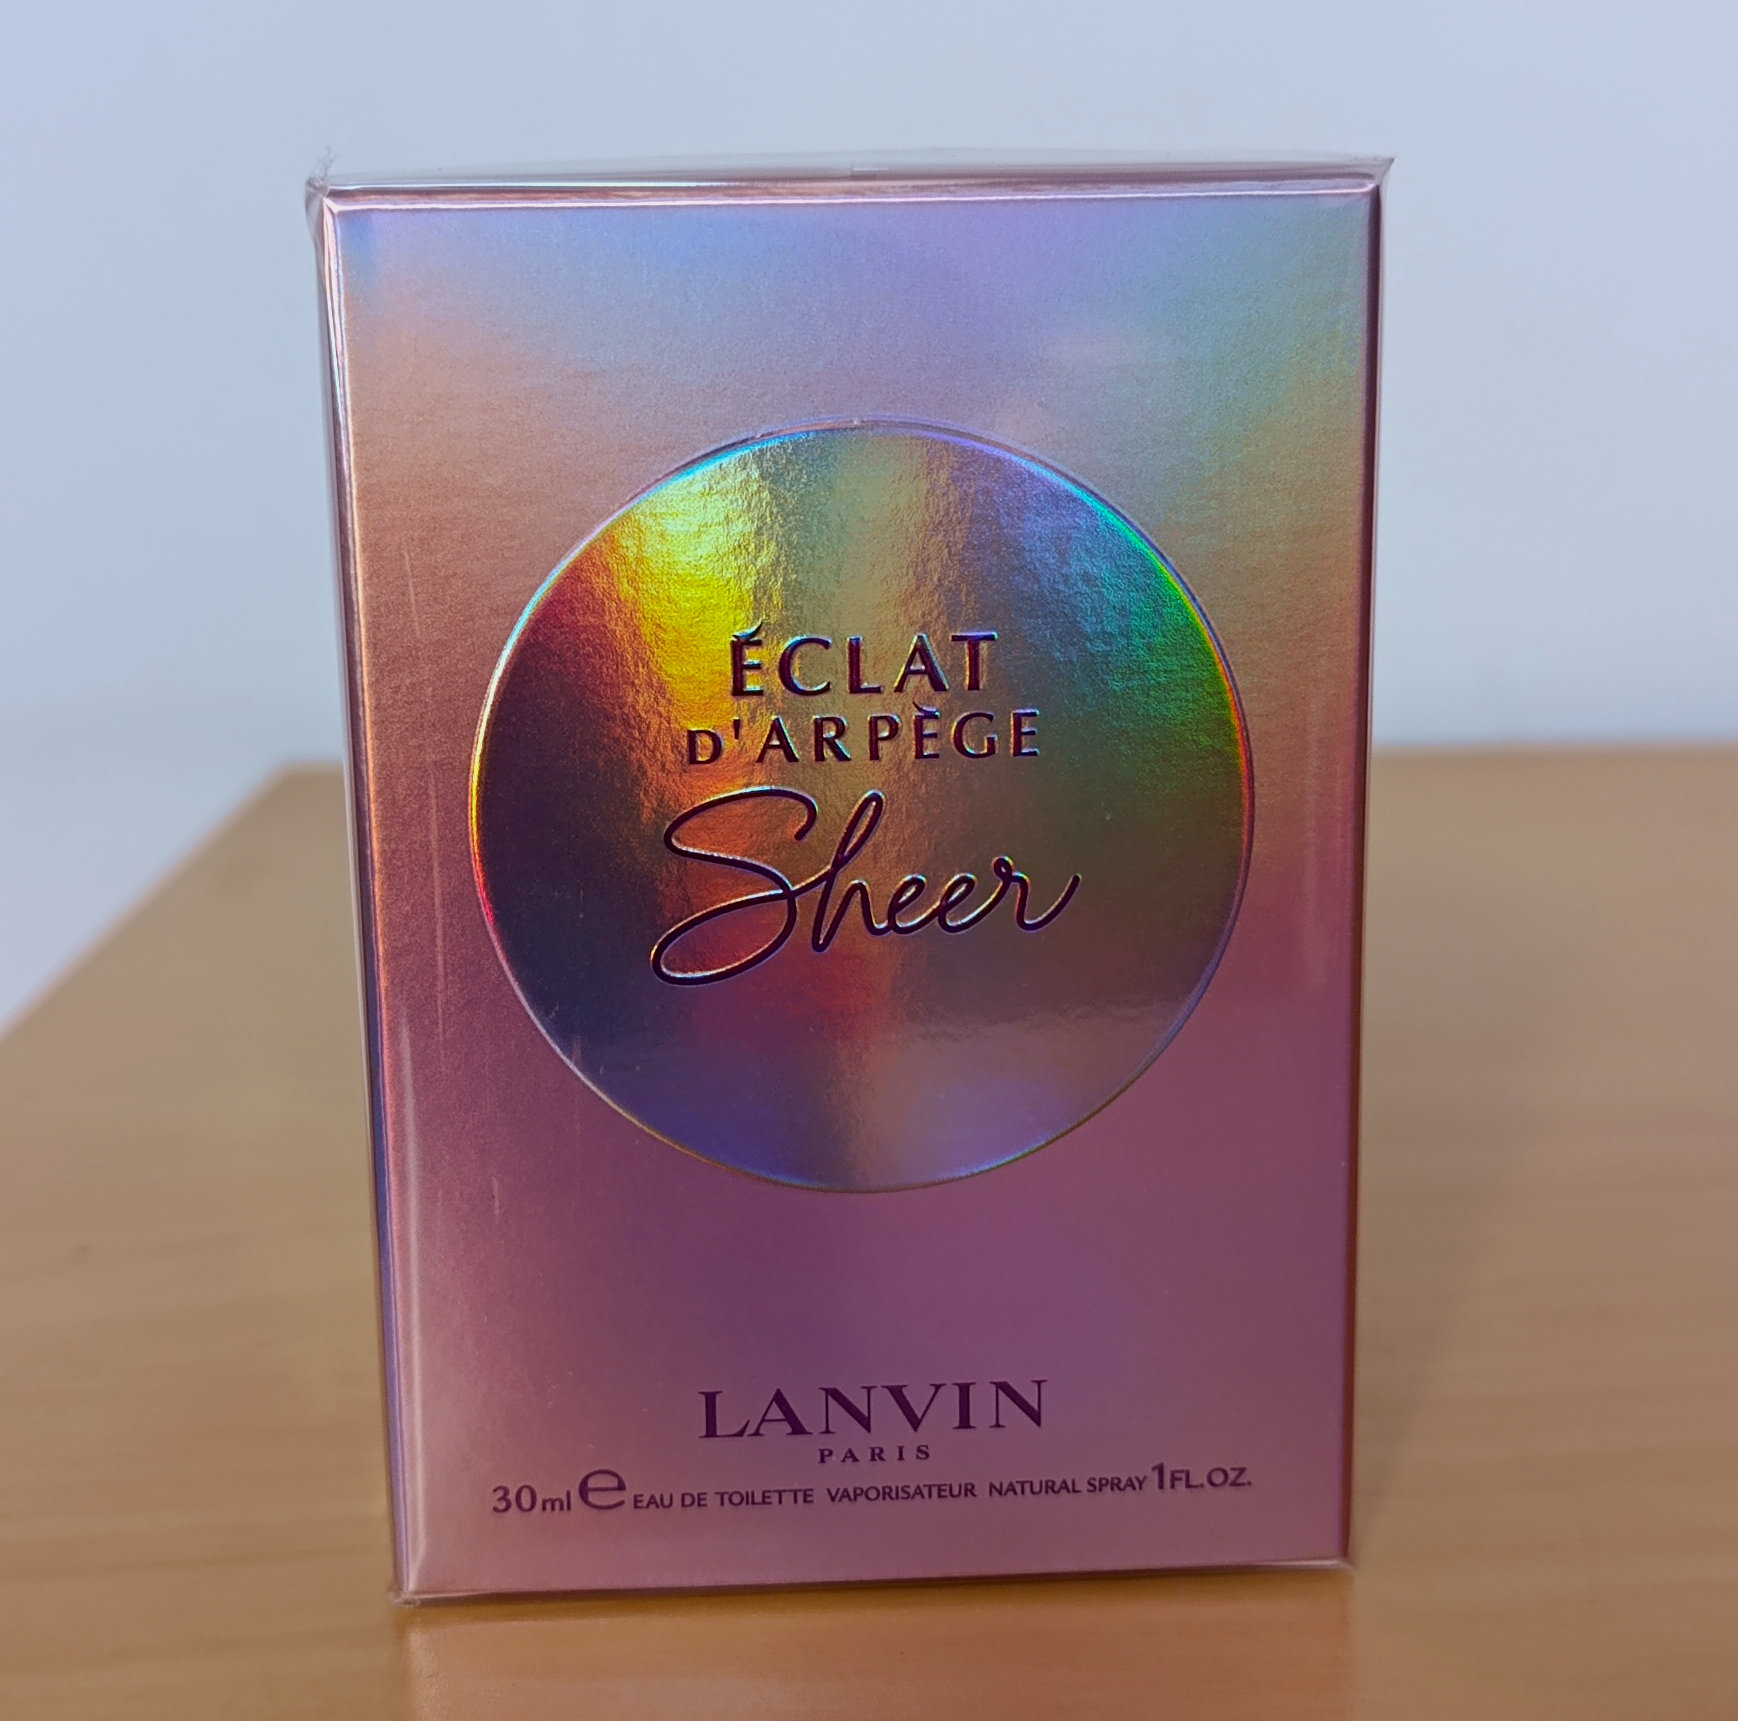 ÉCLAT
D'ARPÈGE
Sheer
LANVIN
PARIS
30ml e EAU DE TOILETTE VAPORISATEUR NATURAL SPRAY 1FL.OZ.